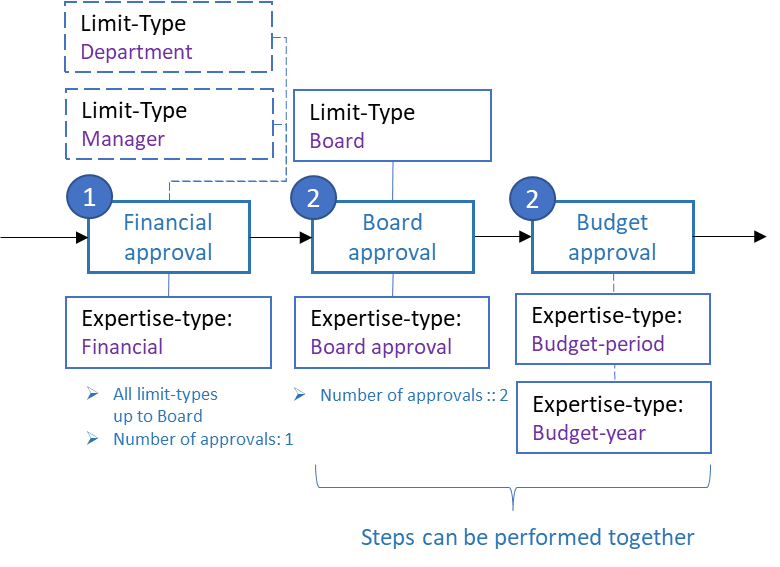 Limit-Type
Department
Limit-Type
Manager
Limit-Type
Board
1
Financial
approval
2
Board
approval
2
Budget
approval
Expertise-type:
Financial
Expertise-type:
Board approval
Expertise-type:
Budget-period
Expertise-type:
Budget-year
➢ All limit-types
up to Board
➢ Number of approvals: 1
➢ Number of approvals :: 2
Steps can be performed together